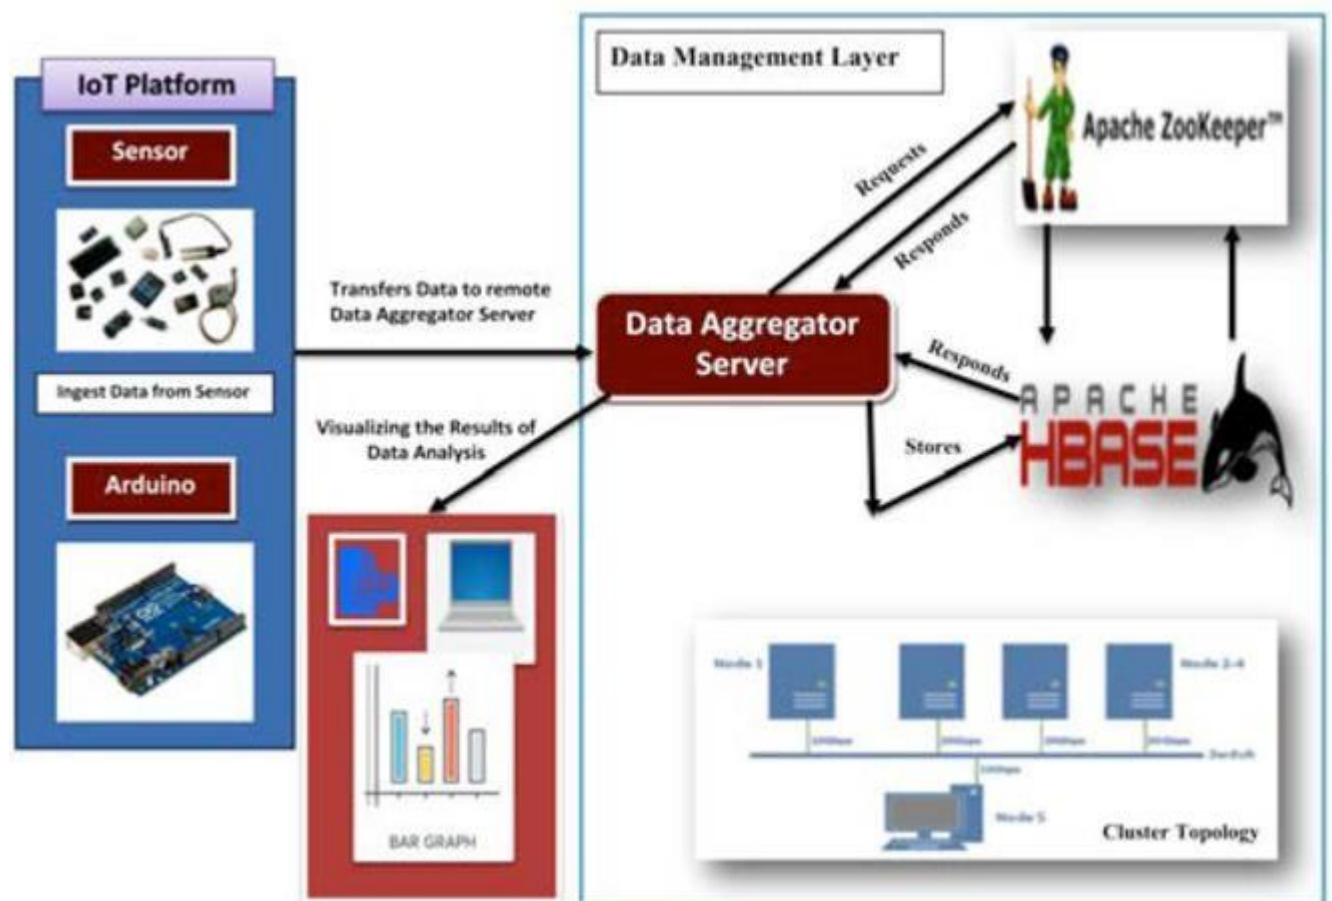 IoT Platform
Sensor
Ingest Data from Sensor
Arduino
Transfers Data to remote
Data Aggregator Server
Visualizing the Results of
Data Analysis
BAR GRAPH
Data Management Layer
Apache ZooKeeper™
Requests
Responds
Data Aggregator
Server
Responds
Stores
APACHE
HBASE
Node 1
Node 2-4
Node 5
Cluster Topology